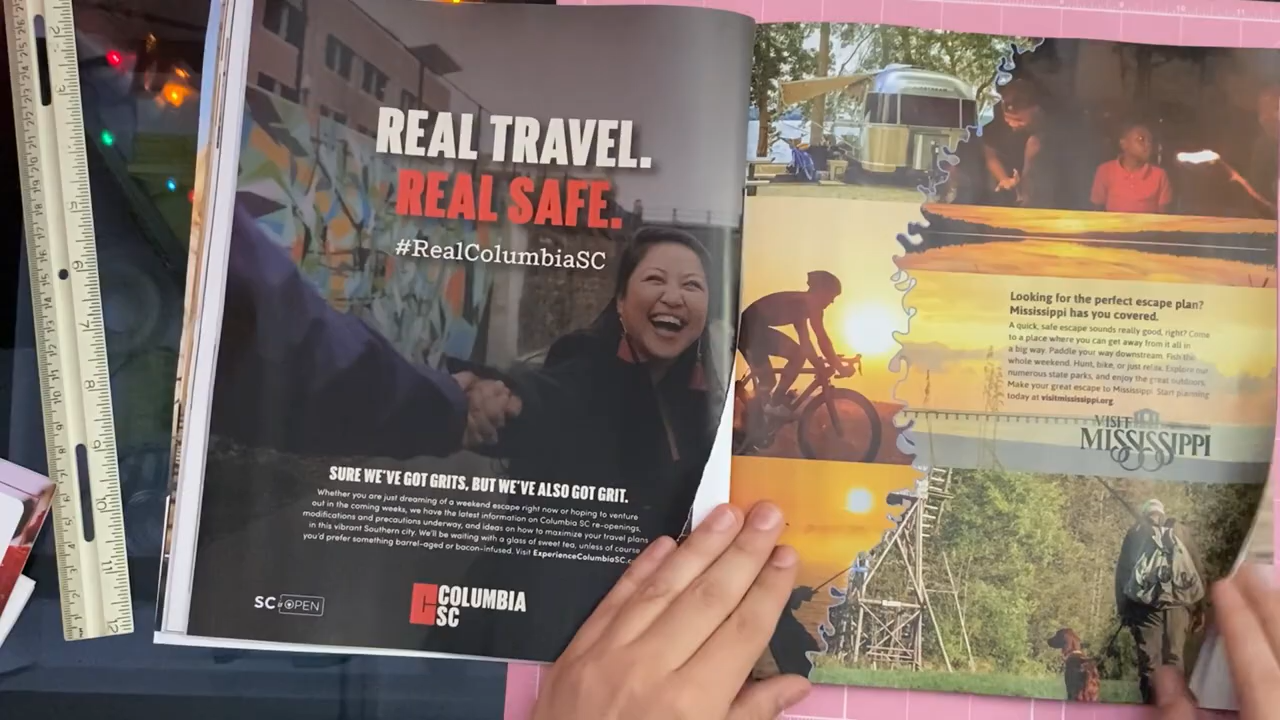 REAL TRAVEL.
REAL SAFE.
#RealColumbiaSC
SURE WE'VE GOT GRITS, BUT WE'VE ALSO GOT GRIT.
Whether you are just dreaming of a weekend escape right now or hoping to venture
out in the coming weeks, we have the latest information on Columbia SC re-openings,
modifications and precautions underway, and ideas on how to maximize your travel plans
in this vibrant Southern city. We'll be waiting with a glass of sweet tea, unless of course
you'd prefer something barrel-aged or bacon-infused. Visit ExperienceColumbiaSC.c
SC OPEN
COLUMBIA
SC
Looking for the perfect escape plan?
Mississippi has you covered.
A quick, safe escape sounds really good, right? Come
to a place where you can get away from it all in
a big way. Paddle your way downstream. Fish the
whole weekend. Hunt, bike, or just relax. Explore our
numerous state parks, and enjoy the great outdoors.
Make your great escape to Mississippi. Start planning
today at visitmississippi.org.
VISIT
MISSISSIPPI